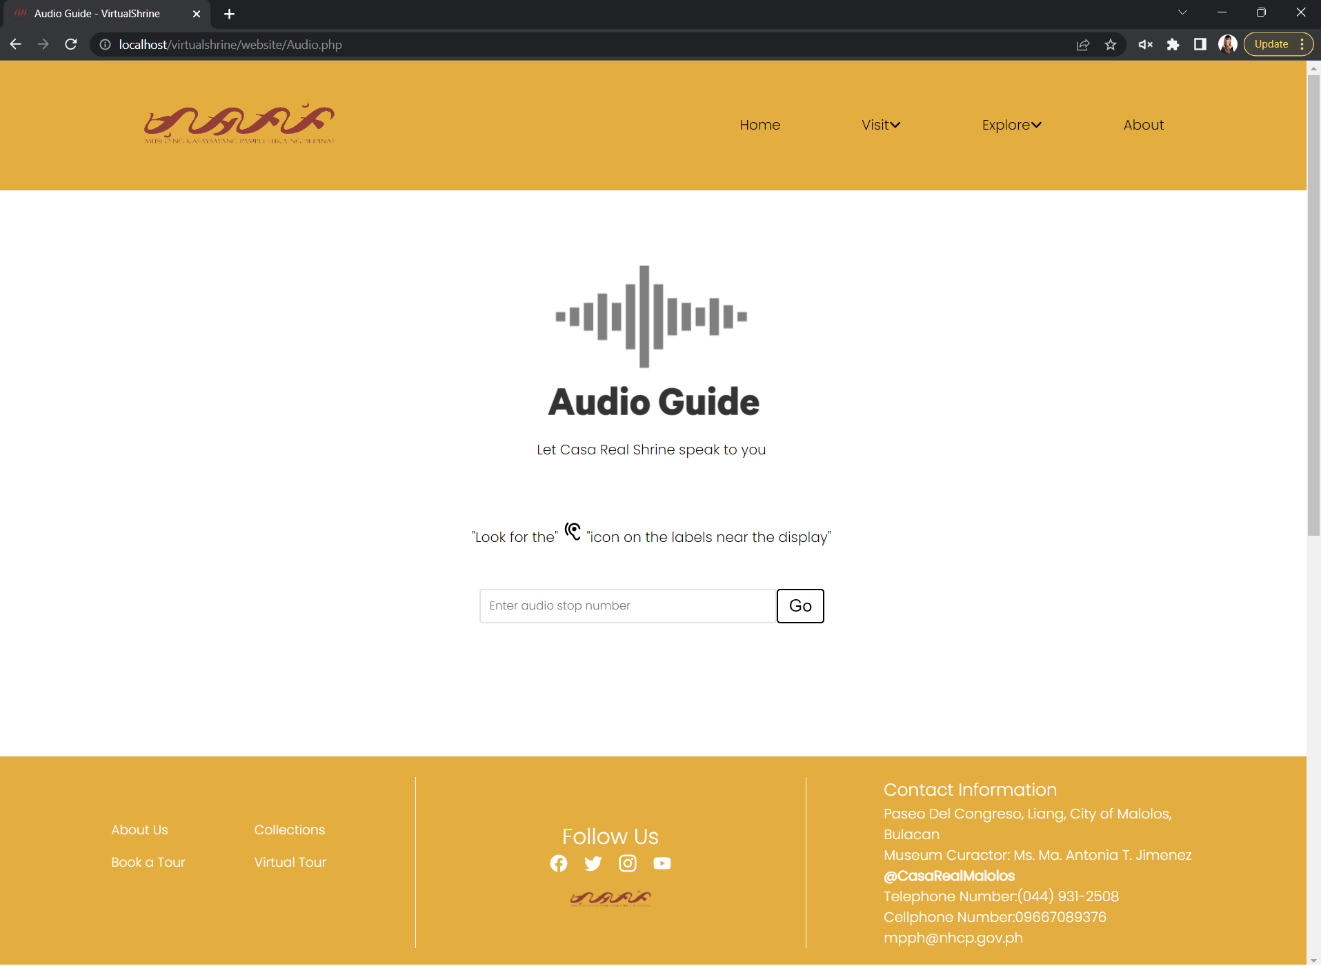 Audio Guide - VirtualShrine
localhost/virtualshrine/website/Audio.php
Update
Home
Visit
Explore
About
Audio Guide
Let Casa Real Shrine speak to you
"Look for the" "icon on the labels near the display"
Enter audio stop number
Go
About Us
Collections
Book a Tour
Virtual Tour
Follow Us
Contact Information
Paseo Del Congreso, Liang, City of Malolos,
Bulacan
Museum Curactor: Ms. Ma. Antonia T. Jimenez
@CasaRealMalolos
Telephone Number:(044) 931-2508
Cellphone Number:09667089376
mpph@nhcp.gov.ph